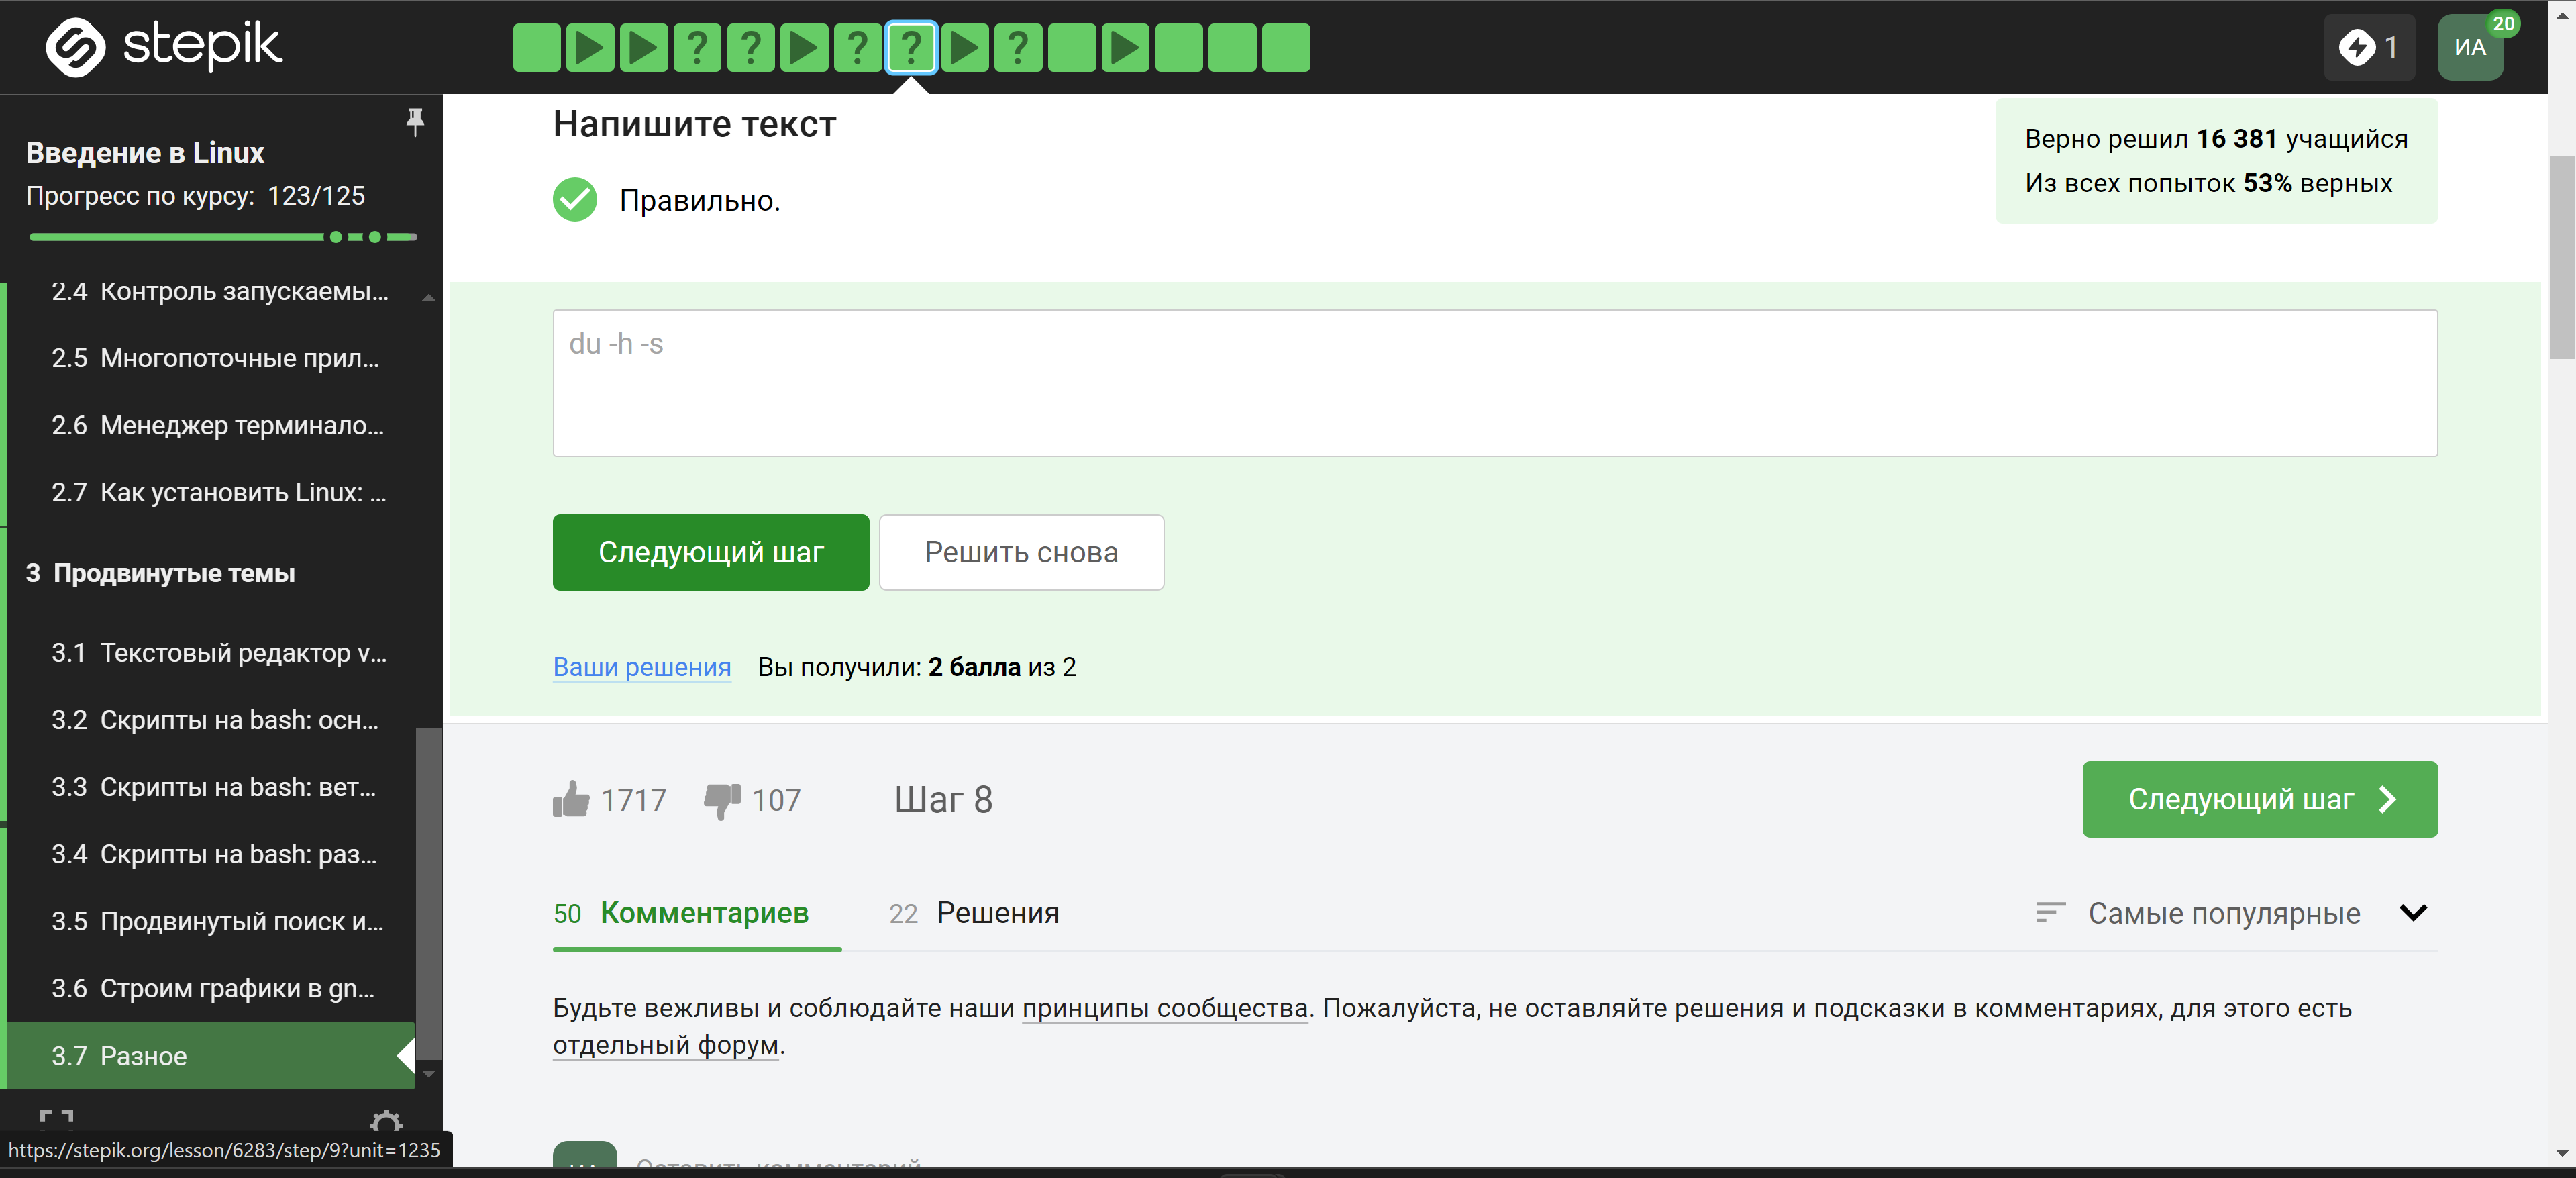 stepik
? ? ? ? ?
1
ИА
20
Введение в Linux
Прогресс по курсу: 123/125
2.4 Контроль запускаемы...
2.5 Многопоточные прил...
2.6 Менеджер терминало...
2.7 Как установить Linux: ...
3 Продвинутые темы
3.1 Текстовый редактор v...
3.2 Скрипты на bash: осн...
3.3 Скрипты на bash: вет...
3.4 Скрипты на bash: раз...
3.5 Продвинутый поиск и...
3.6 Строим графики в gn...
3.7 Разное
https://stepik.org/lesson/6283/step/9?unit=1235
Напишите текст
Правильно.
Верно решил 16 381 учащийся
Из всех попыток 53% верных
du -h -s
Следующий шаг
Решить снова
Ваши решения Вы получили: 2 балла из 2
1717 107 Шаг 8
Следующий шаг
50 Комментариев 22 Решения
Самые популярные
Будьте вежливы и соблюдайте наши принципы сообщества. Пожалуйста, не оставляйте решения и подсказки в комментариях, для этого есть
отдельный форум.
Оставить комментарий